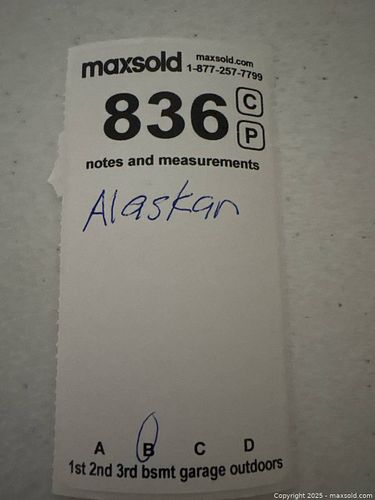 maxsold maxsold.com
1-877-257-7799
836 C
P
notes and measurements
Alaskan
A B C D
1st 2nd 3rd bsmt garage outdoors
Copyright 2025 - maxsold.com